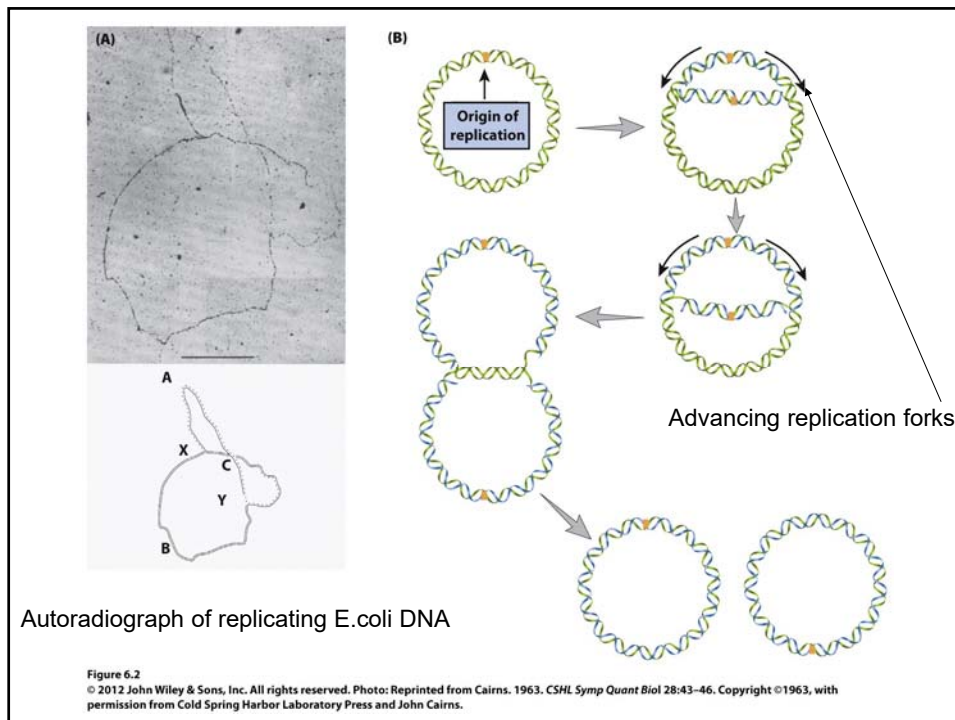 (A)
A
X
C
Y
B
Autoradiograph of replicating E.coli DNA
(B)
Origin of
replication
Advancing replication forks
Figure 6.2
© 2012 John Wiley & Sons, Inc. All rights reserved. Photo: Reprinted from Cairns. 1963. CSHL Symp Quant Biol 28:43–46. Copyright ©1963, with
permission from Cold Spring Harbor Laboratory Press and John Cairns.